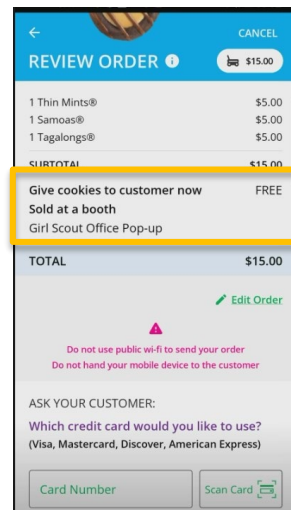 CANCEL
REVIEW ORDER i
$15.00
1 Thin Mints® $5.00
1 Samoas® $5.00
1 Tagalongs® $5.00
SUBTOTAL $15.00
Give cookies to customer now FREE
Sold at a booth
Girl Scout Office Pop-up
TOTAL $15.00
Edit Order
Do not use public wi-fi to send your order
Do not hand your mobile device to the customer
ASK YOUR CUSTOMER:
Which credit card would you like to use?
(Visa, Mastercard, Discover, American Express)
Card Number
Scan Card